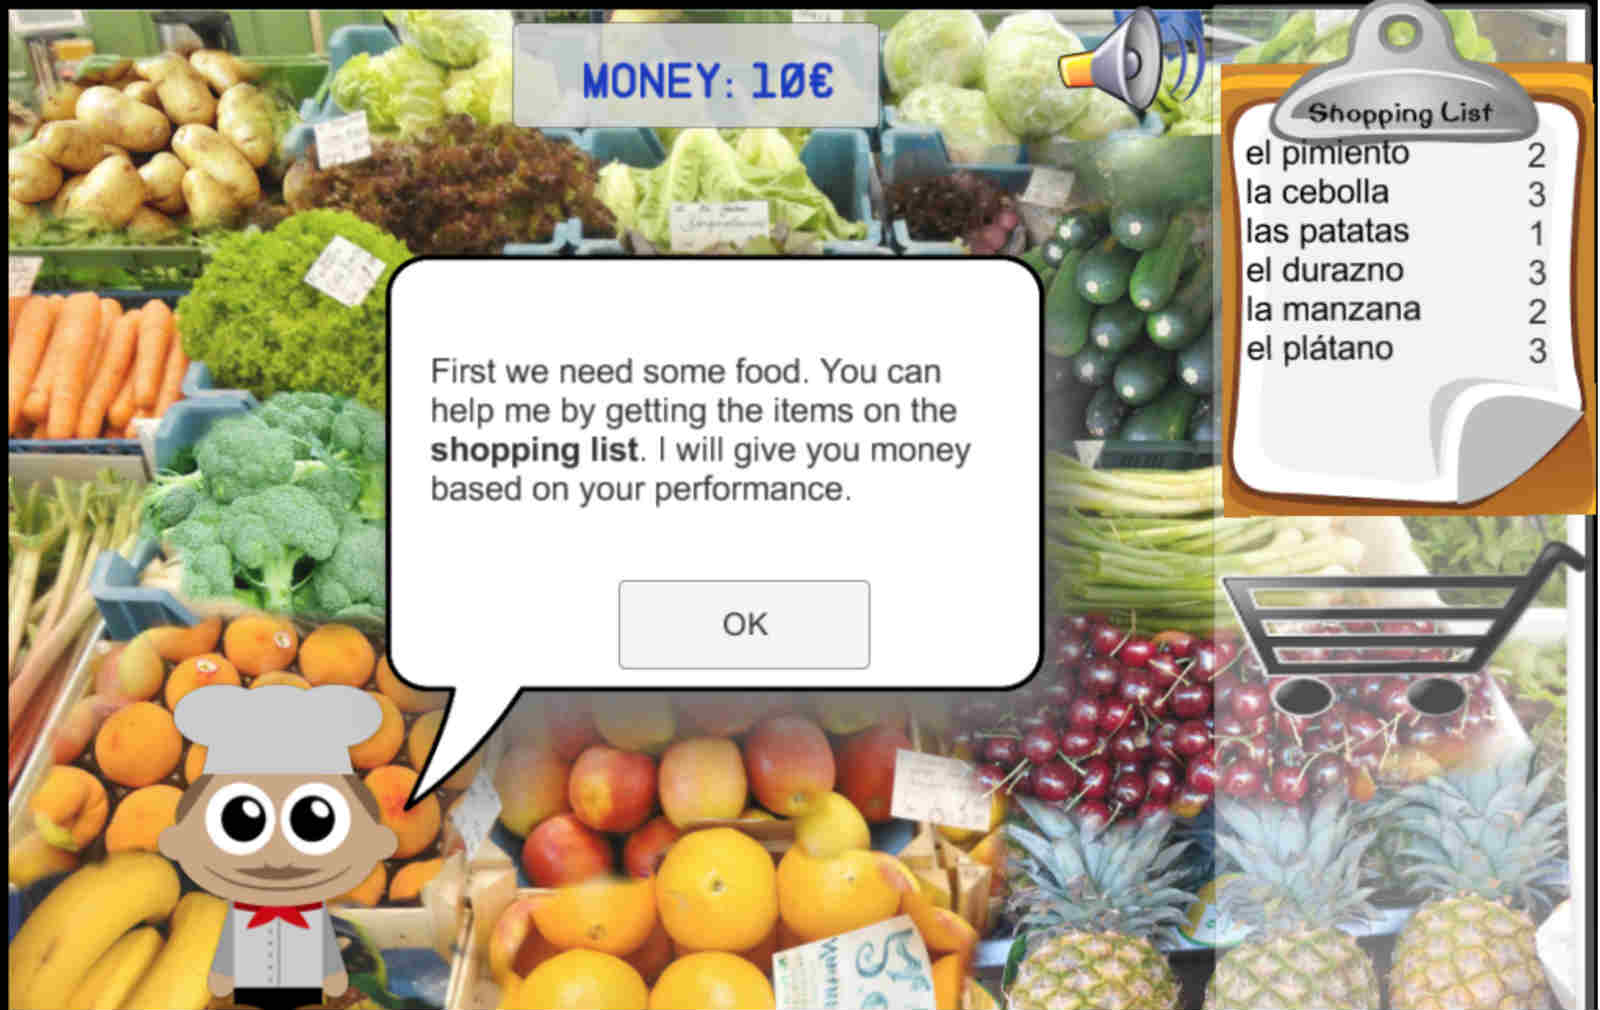 MONEY: 10€
Shopping List
el pimiento 2
la cebolla 3
las patatas 1
el durazno 3
la manzana 2
el plátano 3
First we need some food. You can
help me by getting the items on the
shopping list. I will give you money
based on your performance.
OK